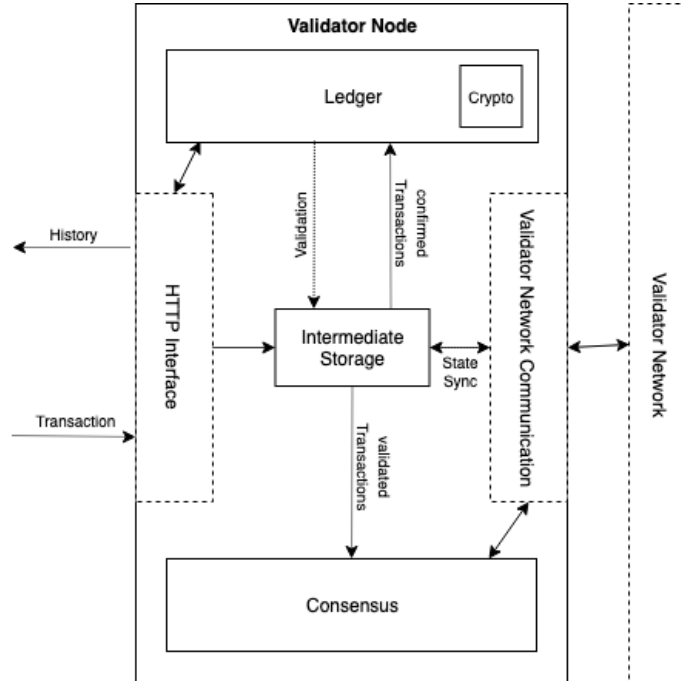 Validator Node
Ledger
Crypto
Validation
confirmed
Transactions
History
HTTP Interface
Validator Network Communication
Validator Network
Intermediate
Storage
State
Sync
Transaction
validated
Transactions
Consensus